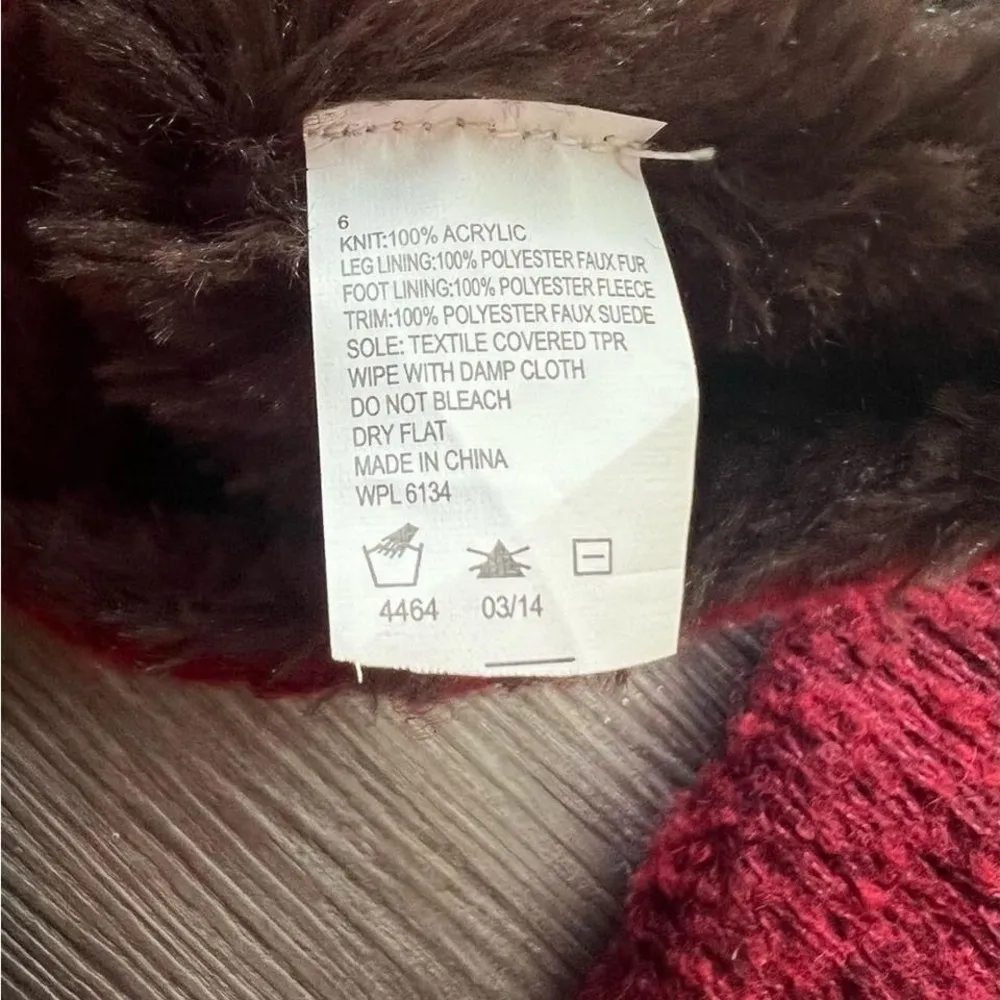 6
KNIT:100% ACRYLIC
LEG LINING:100% POLYESTER FAUX FUR
FOOT LINING:100% POLYESTER FLEECE
TRIM:100% POLYESTER FAUX SUEDE
SOLE: TEXTILE COVERED TPR
WIPE WITH DAMP CLOTH
DO NOT BLEACH
DRY FLAT
MADE IN CHINA
WPL 6134
4464 03/14